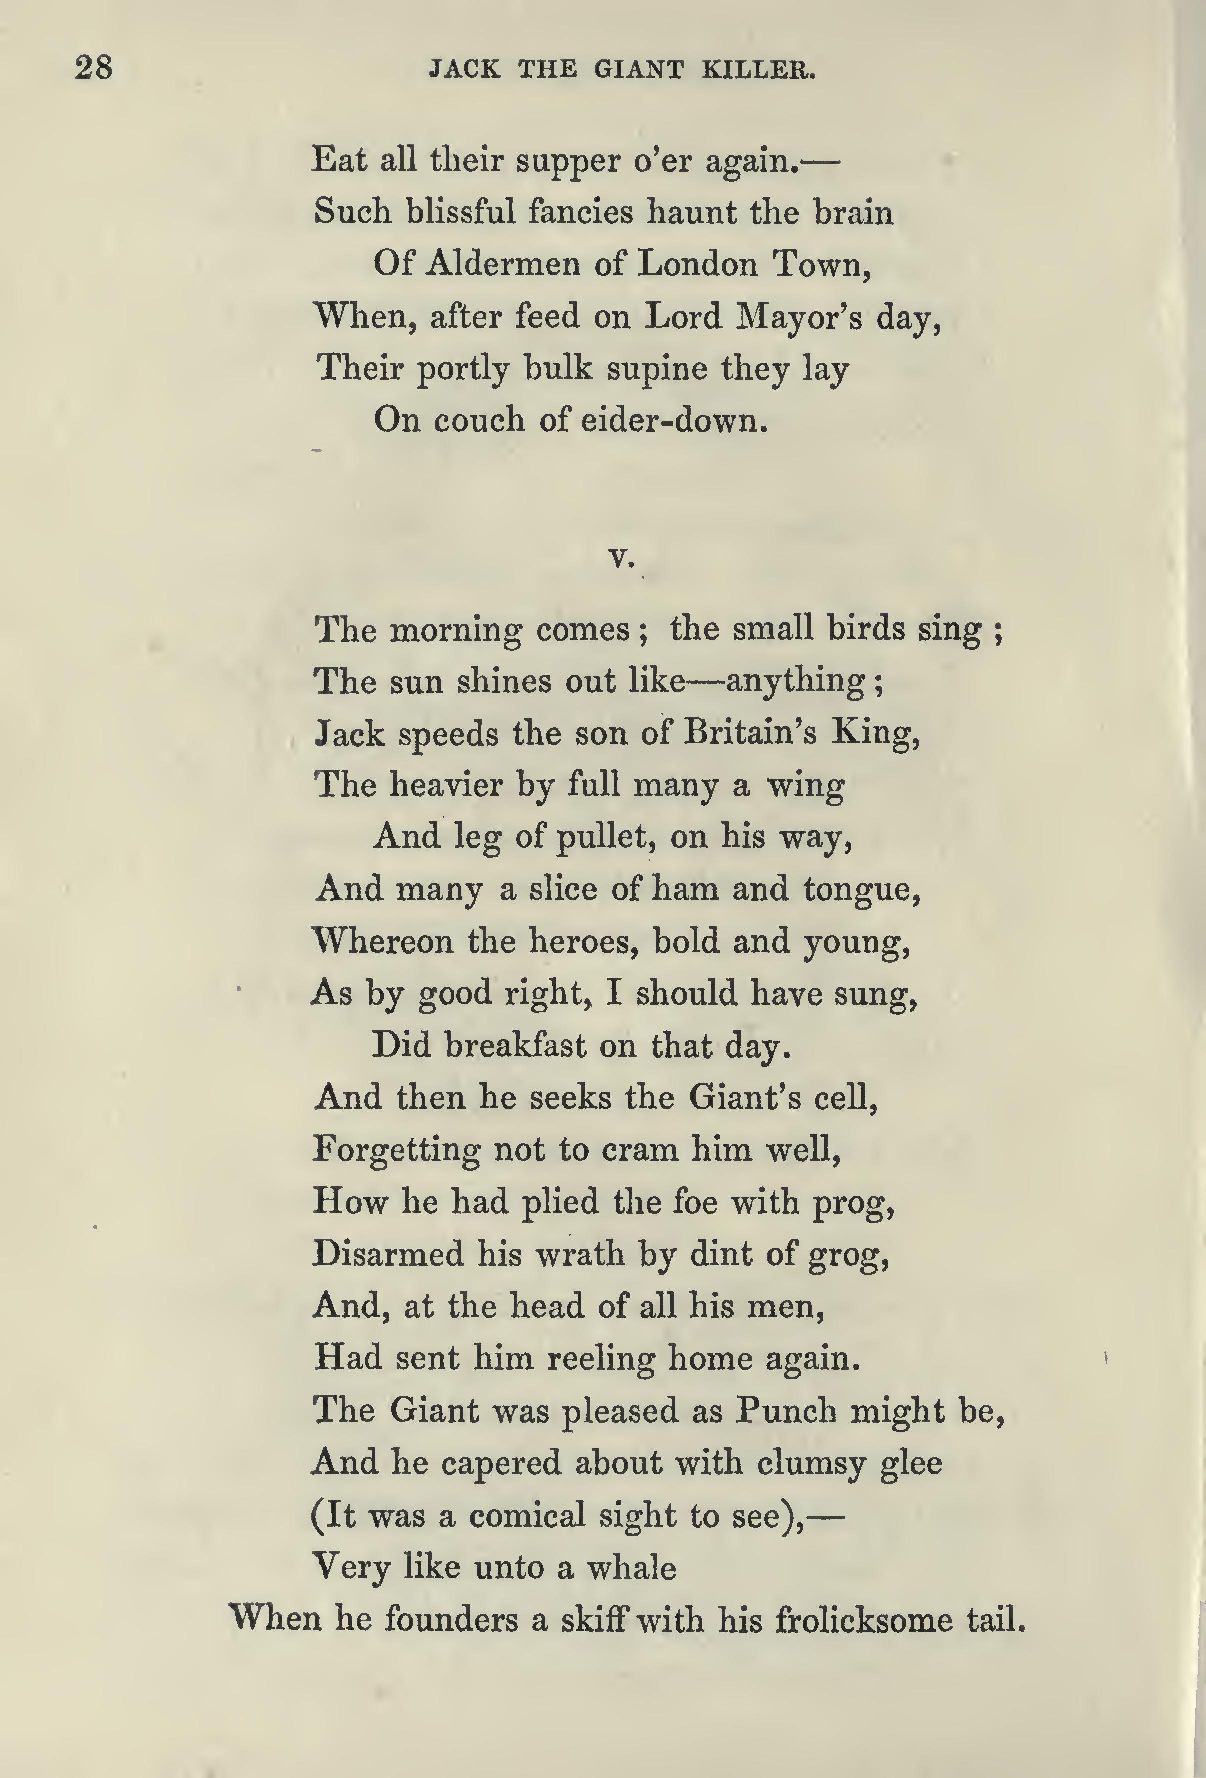 28 JACK THE GIANT KILLER.
Eat all their supper o'er again.—
Such blissful fancies haunt the brain
Of Aldermen of London Town,
When, after feed on Lord Mayor's day,
Their portly bulk supine they lay
On couch of eider-down.
V.
The morning comes; the small birds sing;
The sun shines out like—anything;
Jack speeds the son of Britain's King,
The heavier by full many a wing
And leg of pullet, on his way,
And many a slice of ham and tongue,
Whereon the heroes, bold and young,
As by good right, I should have sung,
Did breakfast on that day.
And then he seeks the Giant's cell,
Forgetting not to cram him well,
How he had plied the foe with prog,
Disarmed his wrath by dint of grog,
And, at the head of all his men,
Had sent him reeling home again.
The Giant was pleased as Punch might be,
And he capered about with clumsy glee
(It was a comical sight to see),—
Very like unto a whale
When he founders a skiff with his frolicksome tail.